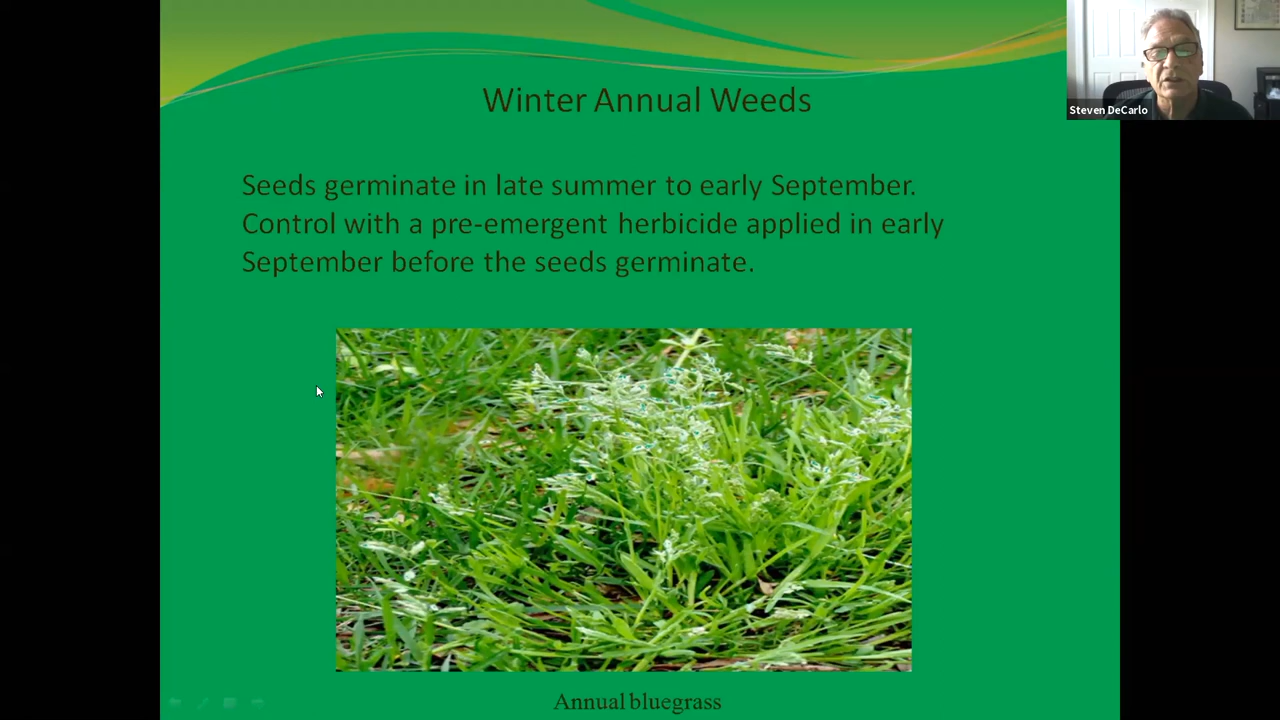 Winter Annual Weeds
Steven DeCarlo
Seeds germinate in late summer to early September.
Control with a pre-emergent herbicide applied in early
September before the seeds germinate.
Annual bluegrass